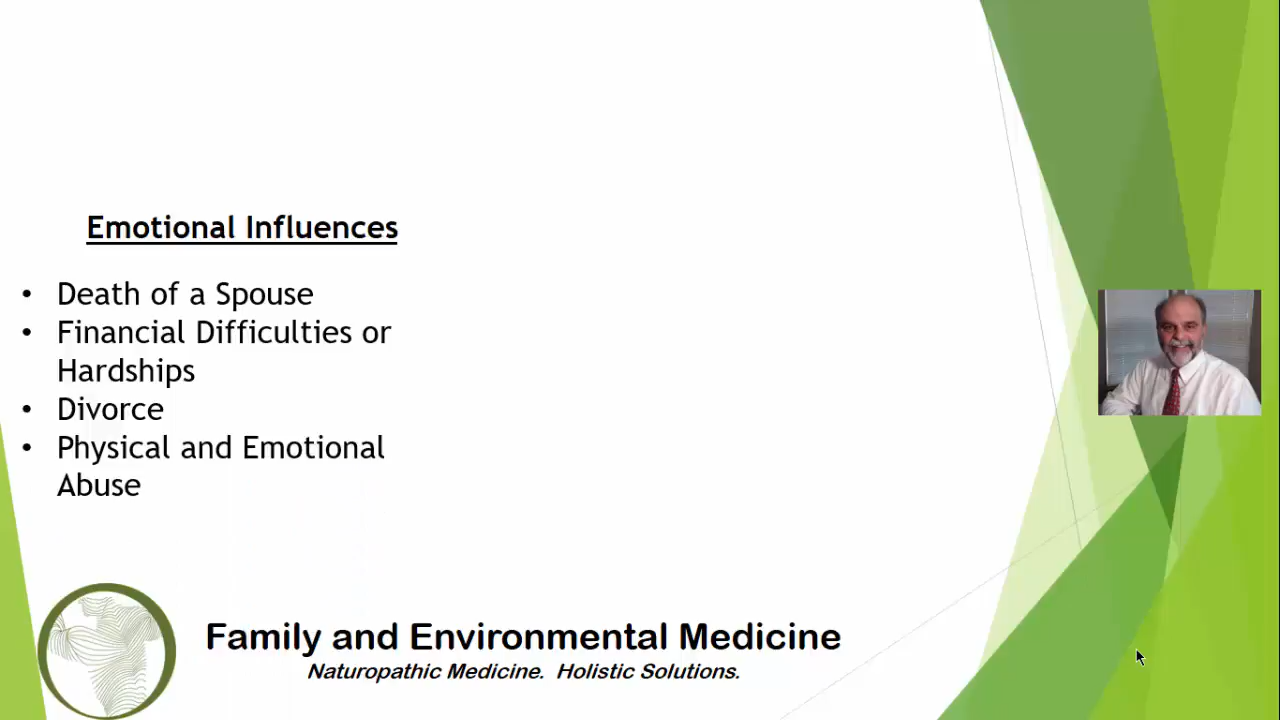 Emotional Influences
• Death of a Spouse
• Financial Difficulties or
Hardships
• Divorce
• Physical and Emotional
Abuse
Family and Environmental Medicine
Naturopathic Medicine. Holistic Solutions.